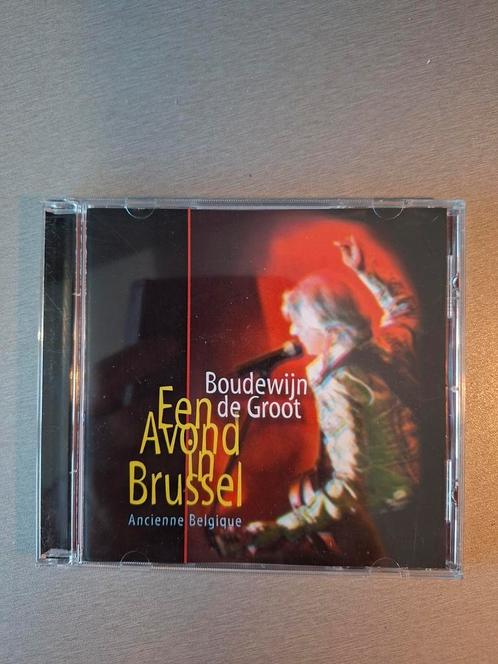 Boudewijn
de Groot
Een
Avond
in
Brussel
Ancienne Belgique